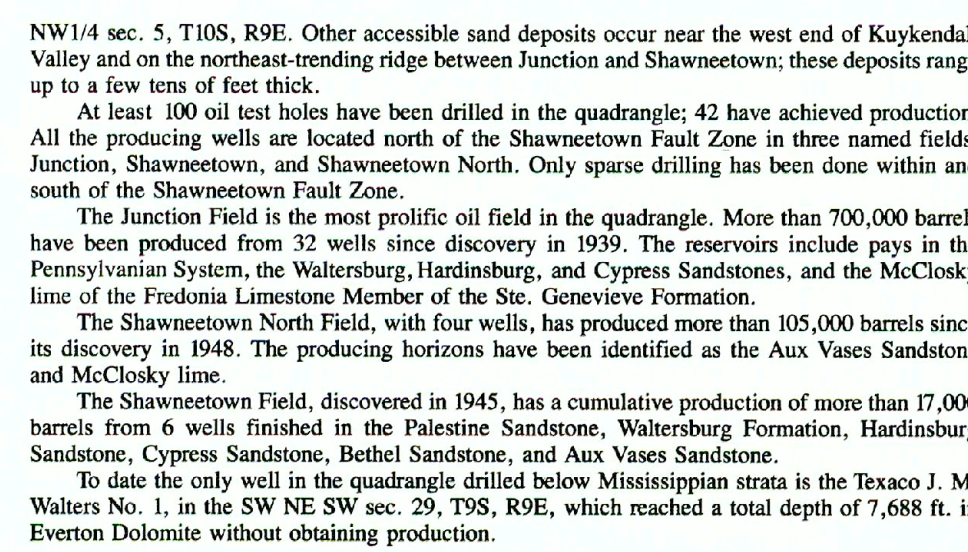 NW1/4 sec. 5, T10S, R9E. Other accessible sand deposits occur near the west end of Kuykendal
Valley and on the northeast-trending ridge between Junction and Shawneetown; these deposits rang
up to a few tens of feet thick.
At least 100 oil test holes have been drilled in the quadrangle; 42 have achieved production
All the producing wells are located north of the Shawneetown Fault Zone in three named fields
Junction, Shawneetown, and Shawneetown North. Only sparse drilling has been done within an
south of the Shawneetown Fault Zone.
The Junction Field is the most prolific oil field in the quadrangle. More than 700,000 barrel
have been produced from 32 wells since discovery in 1939. The reservoirs include pays in th
Pennsylvanian System, the Waltersburg, Hardinsburg, and Cypress Sandstones, and the McClosk
lime of the Fredonia Limestone Member of the Ste. Genevieve Formation.
The Shawneetown North Field, with four wells, has produced more than 105,000 barrels sinc
its discovery in 1948. The producing horizons have been identified as the Aux Vases Sandston
and McClosky lime.
The Shawneetown Field, discovered in 1945, has a cumulative production of more than 17,00
barrels from 6 wells finished in the Palestine Sandstone, Waltersburg Formation, Hardinsbur
Sandstone, Cypress Sandstone, Bethel Sandstone, and Aux Vases Sandstone.
To date the only well in the quadrangle drilled below Mississippian strata is the Texaco J. M
Walters No. 1, in the SW NE SW sec. 29, T9S, R9E, which reached a total depth of 7,688 ft. i
Everton Dolomite without obtaining production.